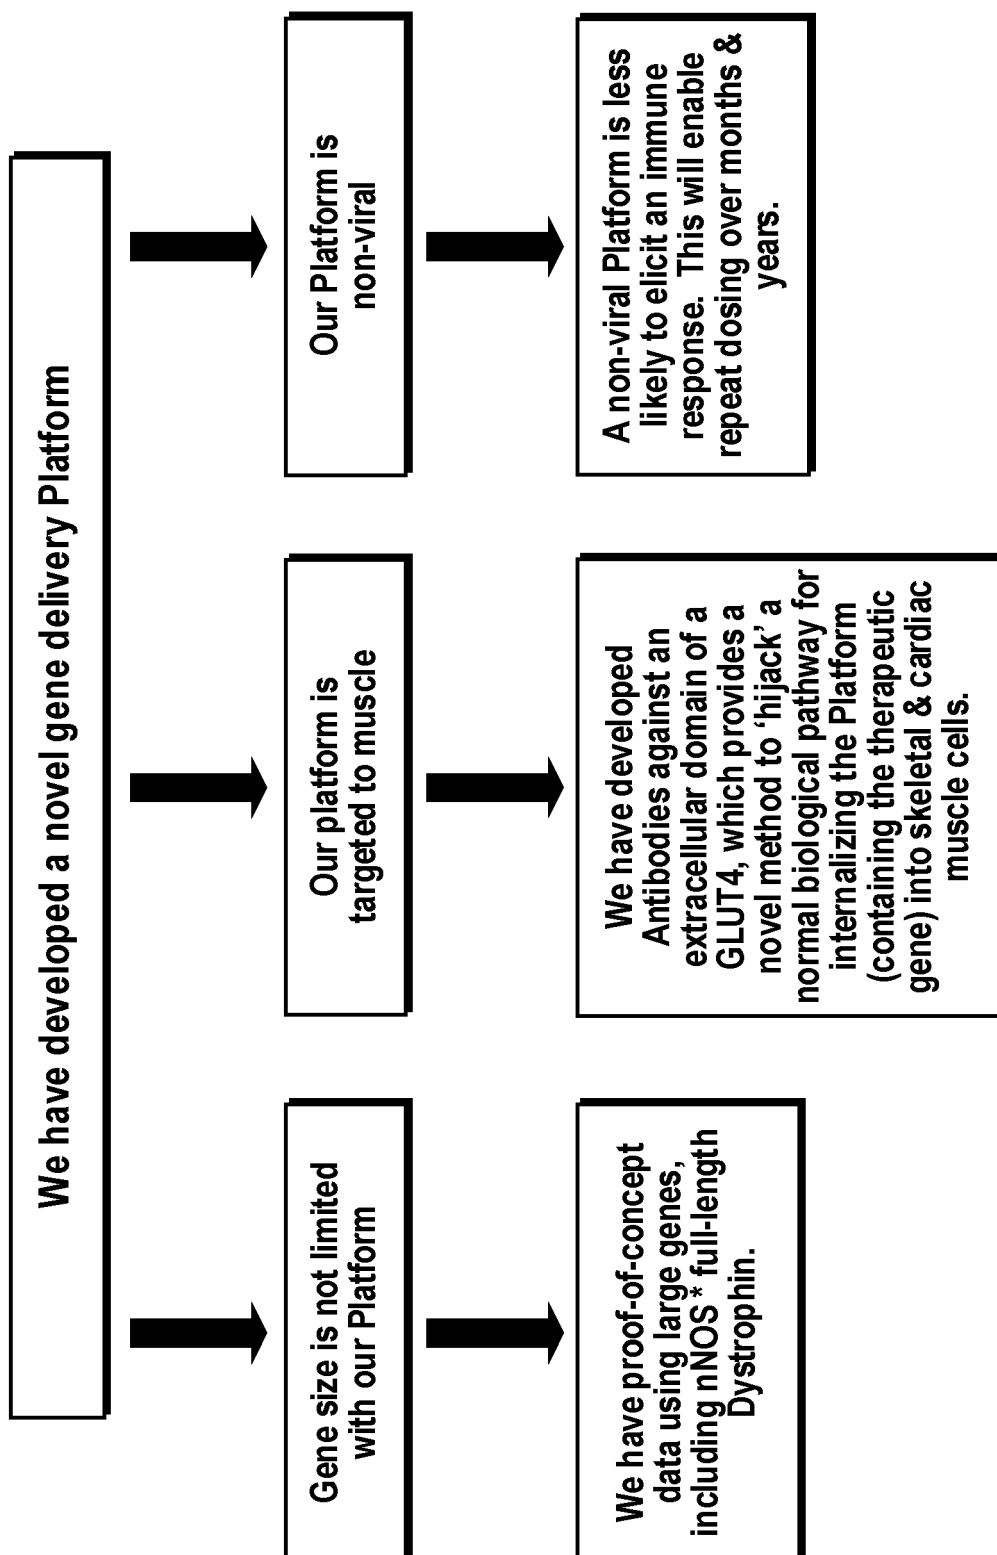 We have developed a novel gene delivery Platform
Gene size is not limited
with our Platform
Our platform is
targeted to muscle
Our Platform is
non-viral
We have proof-of-concept
data using large genes,
including nNOS * full-length
Dystrophin.
We have developed
Antibodies against an
extracellular domain of a
GLUT4, which provides a
novel method to ‘hijack’ a
normal biological pathway for
internalizing the Platform
(containing the therapeutic
gene) into skeletal & cardiac
muscle cells.
A non-viral Platform is less
likely to elicit an immune
response. This will enable
repeat dosing over months &
years.